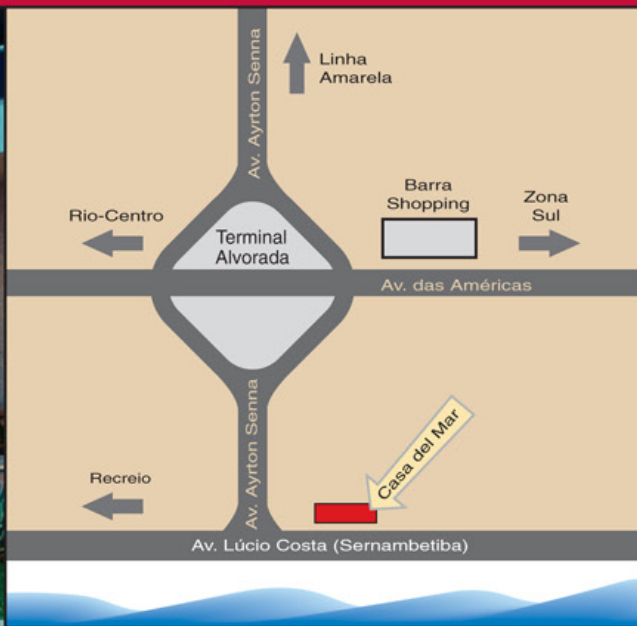 Av. Ayrton Senna
Linha
Amarela
Rio-Centro
Terminal
Alvorada
Barra
Shopping
Zona
Sul
Av. das Américas
Av. Ayrton Senna
Casa del Mar
Recreio
Av. Lúcio Costa (Sernambetiba)